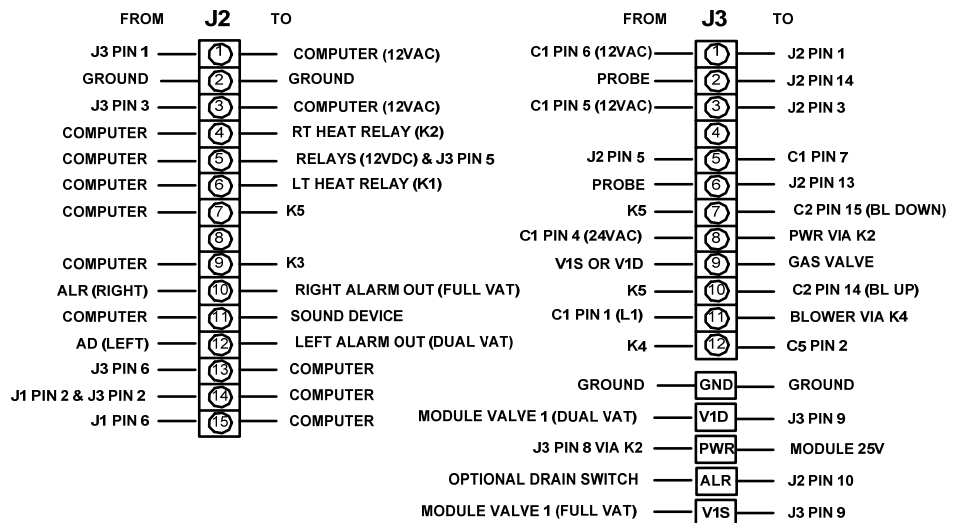 FROM J2 TO
J3 PIN 1 1 COMPUTER (12VAC)
GROUND 2 GROUND
J3 PIN 3 3 COMPUTER (12VAC)
COMPUTER 4 RT HEAT RELAY (K2)
COMPUTER 5 RELAYS (12VDC) & J3 PIN 5
COMPUTER 6 LT HEAT RELAY (K1)
COMPUTER 7 K5
8
COMPUTER 9 K3
ALR (RIGHT) 10 RIGHT ALARM OUT (FULL VAT)
COMPUTER 11 SOUND DEVICE
AD (LEFT) 12 LEFT ALARM OUT (DUAL VAT)
J3 PIN 6 13 COMPUTER
J1 PIN 2 & J3 PIN 2 14 COMPUTER
J1 PIN 6 15 COMPUTER
FROM J3 TO
C1 PIN 6 (12VAC) 1 J2 PIN 1
PROBE 2 J2 PIN 14
C1 PIN 5 (12VAC) 3 J2 PIN 3
4
J2 PIN 5 5 C1 PIN 7
PROBE 6 J2 PIN 13
K5 7 C2 PIN 15 (BL DOWN)
C1 PIN 4 (24VAC) 8 PWR VIA K2
V1S OR V1D 9 GAS VALVE
K5 10 C2 PIN 14 (BL UP)
C1 PIN 1 (L1) 11 BLOWER VIA K4
K4 12 C5 PIN 2
GROUND GND GROUND
MODULE VALVE 1 (DUAL VAT) V1D J3 PIN 9
J3 PIN 8 VIA K2 PWR MODULE 25V
OPTIONAL DRAIN SWITCH ALR J2 PIN 10
MODULE VALVE 1 (FULL VAT) V1S J3 PIN 9